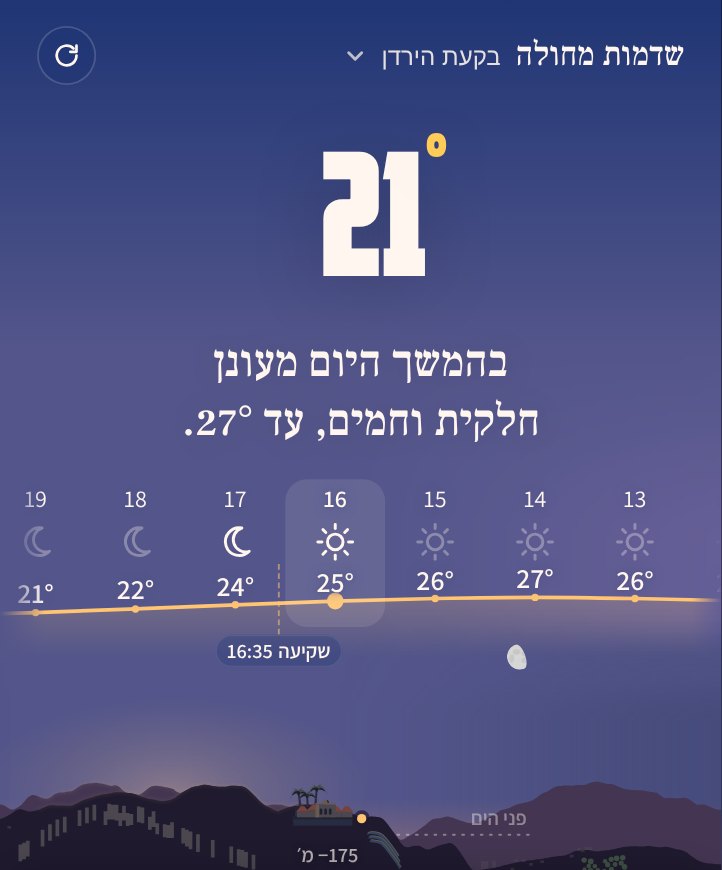 שדמות מחולה בקעת הירדן
21°
בהמשך היום מעונן
חלקית וחמים, עד 27°.
13 14 15 16 17 18 19
26° 27° 26° 25° 24° 22° 21°
שקיעה 16:35
פני הים
−175 מ׳